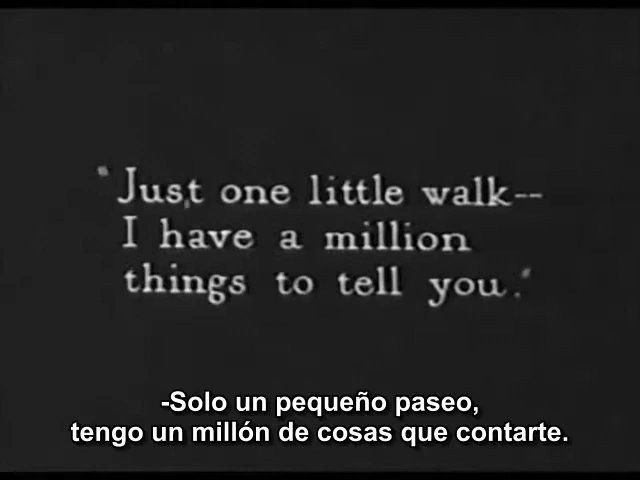 "Just one little walk--
I have a million
things to tell you."
-Solo un pequeño paseo,
tengo un millón de cosas que contarte.